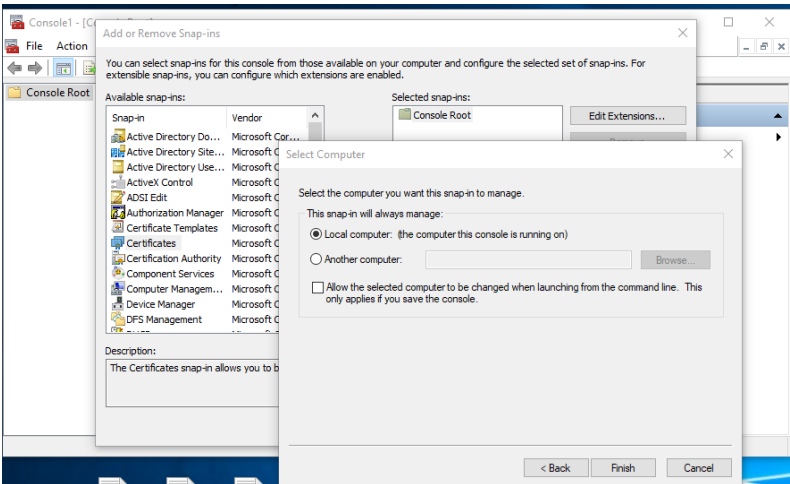 Console1 - [C
Add or Remove Snap-ins
File Action
You can select snap-ins for this console from those available on your computer and configure the selected set of snap-ins. For
extensible snap-ins, you can configure which extensions are enabled.
Console Root
Available snap-ins:
Selected snap-ins:
Snap-in Vendor
Console Root
Edit Extensions...
Active Directory Do... Microsoft Cor...
Active Directory Site... Microsoft C
Active Directory Use... Microsoft C
ActiveX Control Microsoft C
ADSI Edit Microsoft C
Authorization Manager Microsoft C
Certificate Templates Microsoft C
Certificates Microsoft C
Certification Authority Microsoft C
Component Services Microsoft C
Computer Managem... Microsoft C
Device Manager Microsoft C
DFS Management Microsoft C
Description:
The Certificates snap-in allows you to b
Select Computer
Select the computer you want this snap-in to manage.
This snap-in will always manage:
Local computer: (the computer this console is running on)
Another computer:
Browse...
Allow the selected computer to be changed when launching from the command line. This
only applies if you save the console.
< Back Finish Cancel